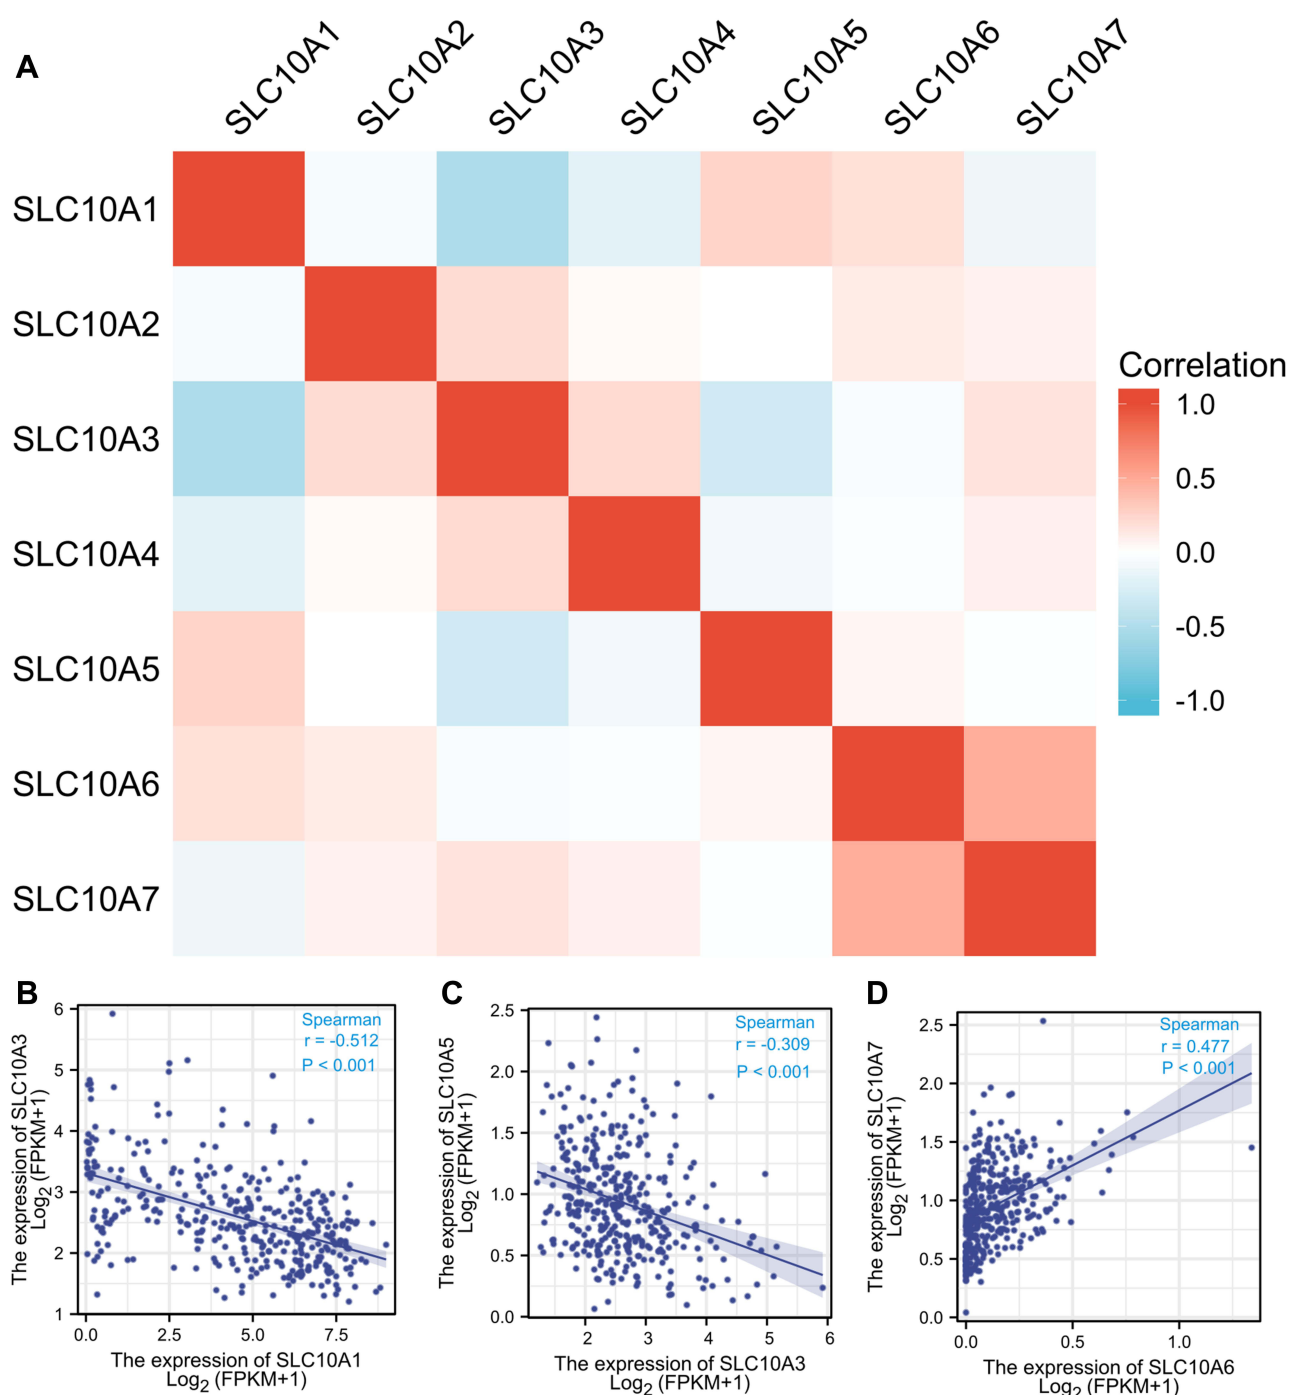 A
SLC10A1
SLC10A2
SLC10A3
SLC10A4
SLC10A5
SLC10A6
SLC10A7
SLC10A1
SLC10A2
SLC10A3
SLC10A4
SLC10A5
SLC10A6
SLC10A7
Correlation
1.0
0.5
0.0
-0.5
-1.0
B
The expression of SLC10A3
Log2 (FPKM+1)
6
5
4
3
2
1
Spearman
r = -0.512
P < 0.001
0.0
2.5
5.0
7.5
The expression of SLC10A1
Log2 (FPKM+1)
C
The expression of SLC10A5
Log2 (FPKM+1)
2.5
2.0
1.5
1.0
0.5
0.0
Spearman
r = -0.309
P < 0.001
2
3
4
5
6
The expression of SLC10A3
Log2 (FPKM+1)
D
The expression of SLC10A7
Log2 (FPKM+1)
2.5
2.0
1.5
1.0
0.5
0.0
Spearman
r = 0.477
P < 0.001
0.0
0.5
1.0
The expression of SLC10A6
Log2 (FPKM+1)